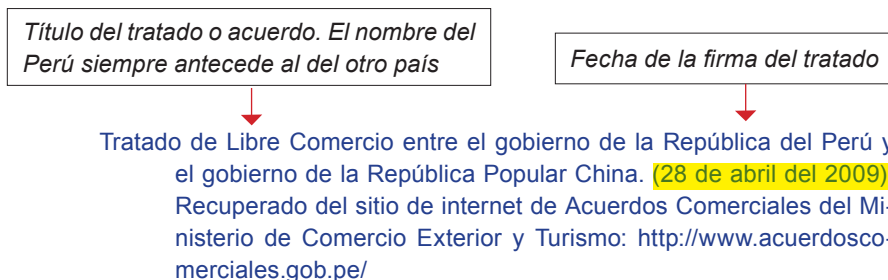 Título del tratado o acuerdo. El nombre del
Perú siempre antecede al del otro país
Fecha de la firma del tratado
Tratado de Libre Comercio entre el gobierno de la República del Perú y
el gobierno de la República Popular China. (28 de abril del 2009)
Recuperado del sitio de internet de Acuerdos Comerciales del Mi-
nisterio de Comercio Exterior y Turismo: http://www.acuerdosco-
merciales.gob.pe/